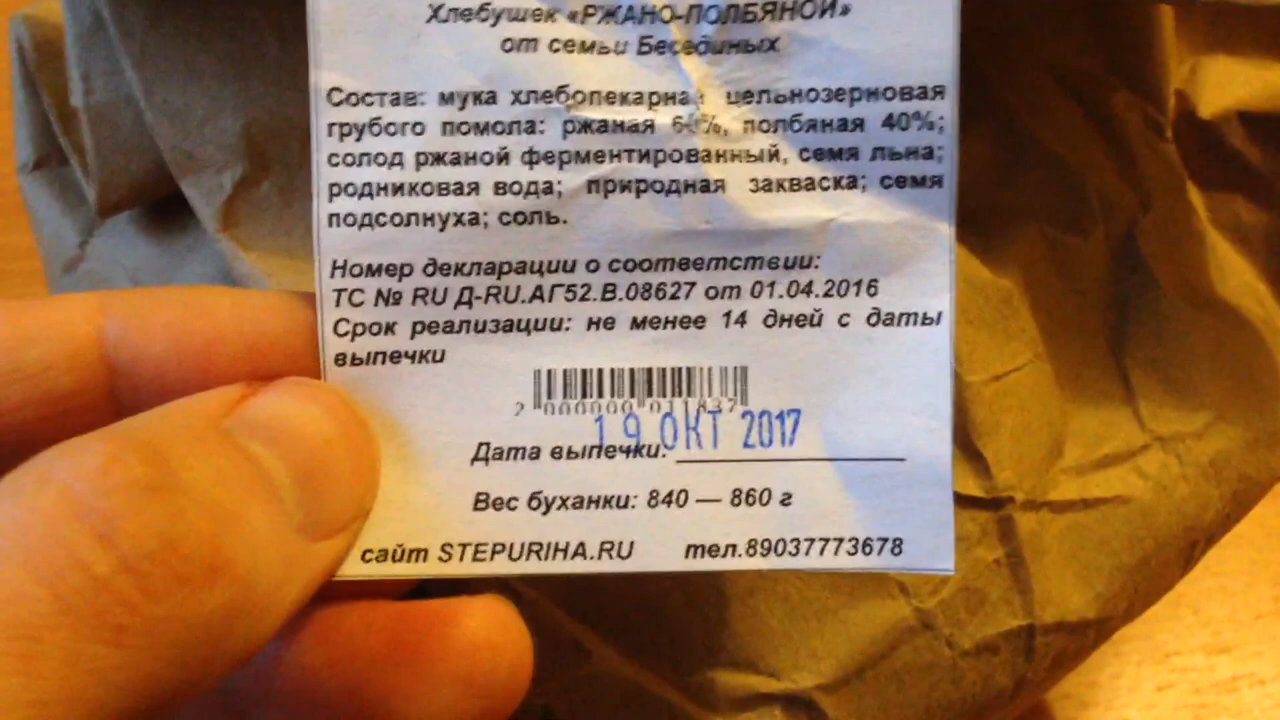 Хлебушек «РЖАНО-ПОЛБЯНОЙ»
от семьи Бесединых
Состав: мука хлебопекарная цельнозерновая
грубого помола: ржаная 60%, полбяная 40%;
солод ржаной ферментированный, семя льна;
родниковая вода; природная закваска; семя
подсолнуха; соль.
Номер декларации о соответствии:
ТС № RU Д-RU.АГ52.В.08627 от 01.04.2016
Срок реализации: не менее 14 дней с даты
выпечки
2 000000 011837
19 ОКТ 2017
Дата выпечки:
Вес буханки: 840 — 860 г
сайт STEPURIHA.RU тел.89037773678